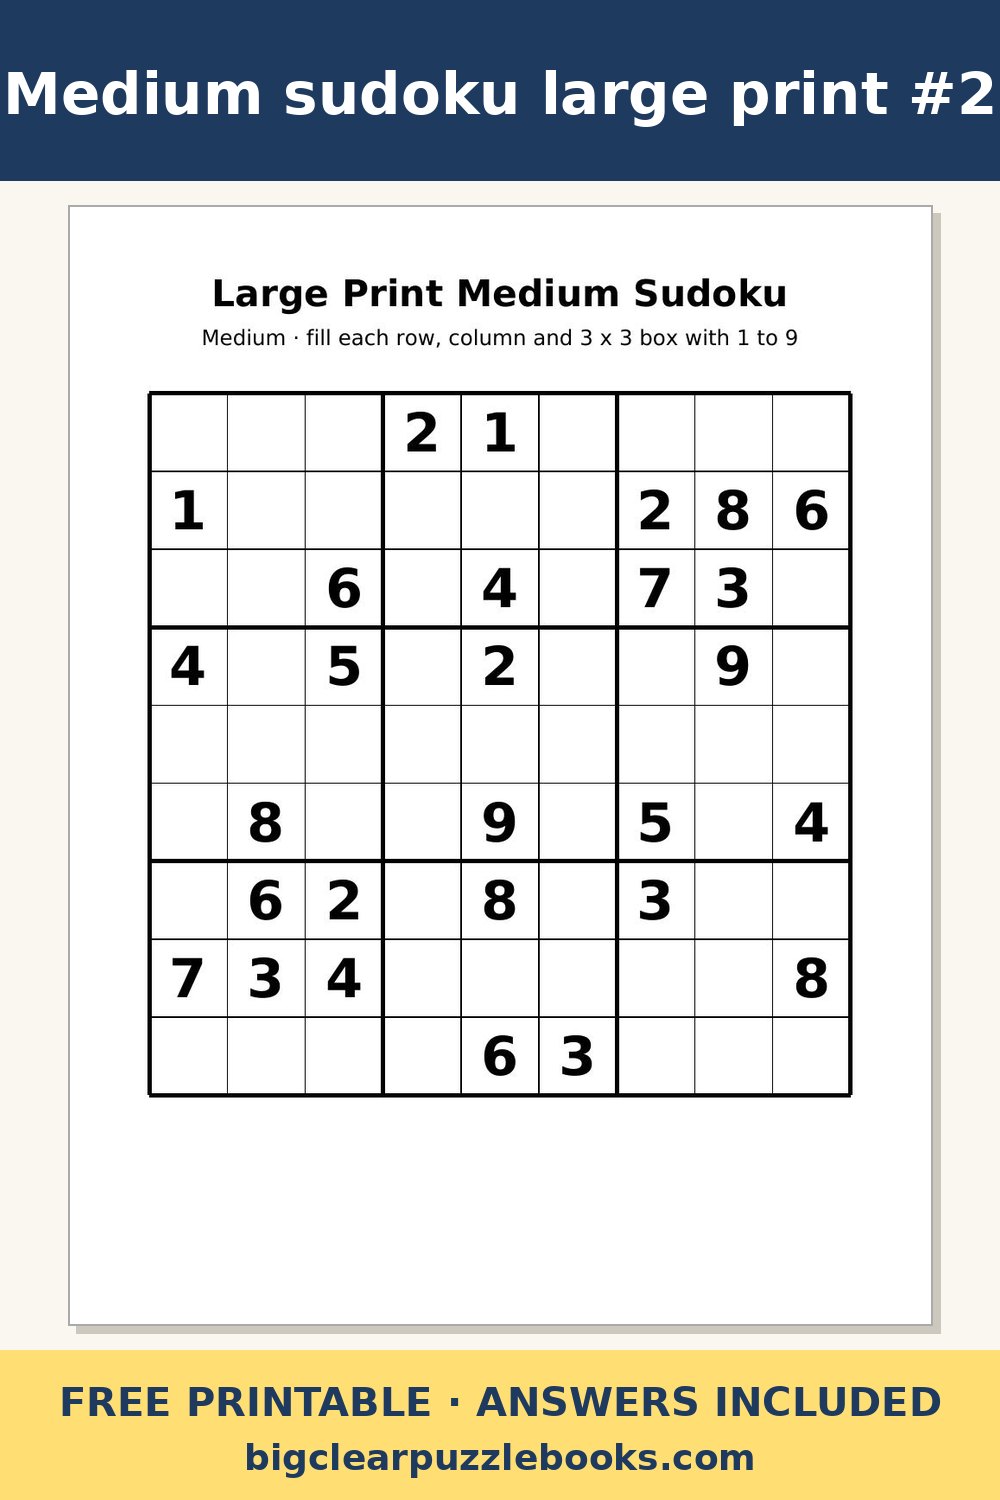 Medium sudoku large print #2
Large Print Medium Sudoku
Medium · fill each row, column and 3 x 3 box with 1 to 9
2 1
1 2 8 6
6 4 7 3
4 5 2 9
8 9 5 4
6 2 8 3
7 3 4 8
6 3
FREE PRINTABLE · ANSWERS INCLUDED
bigclearpuzzlebooks.com